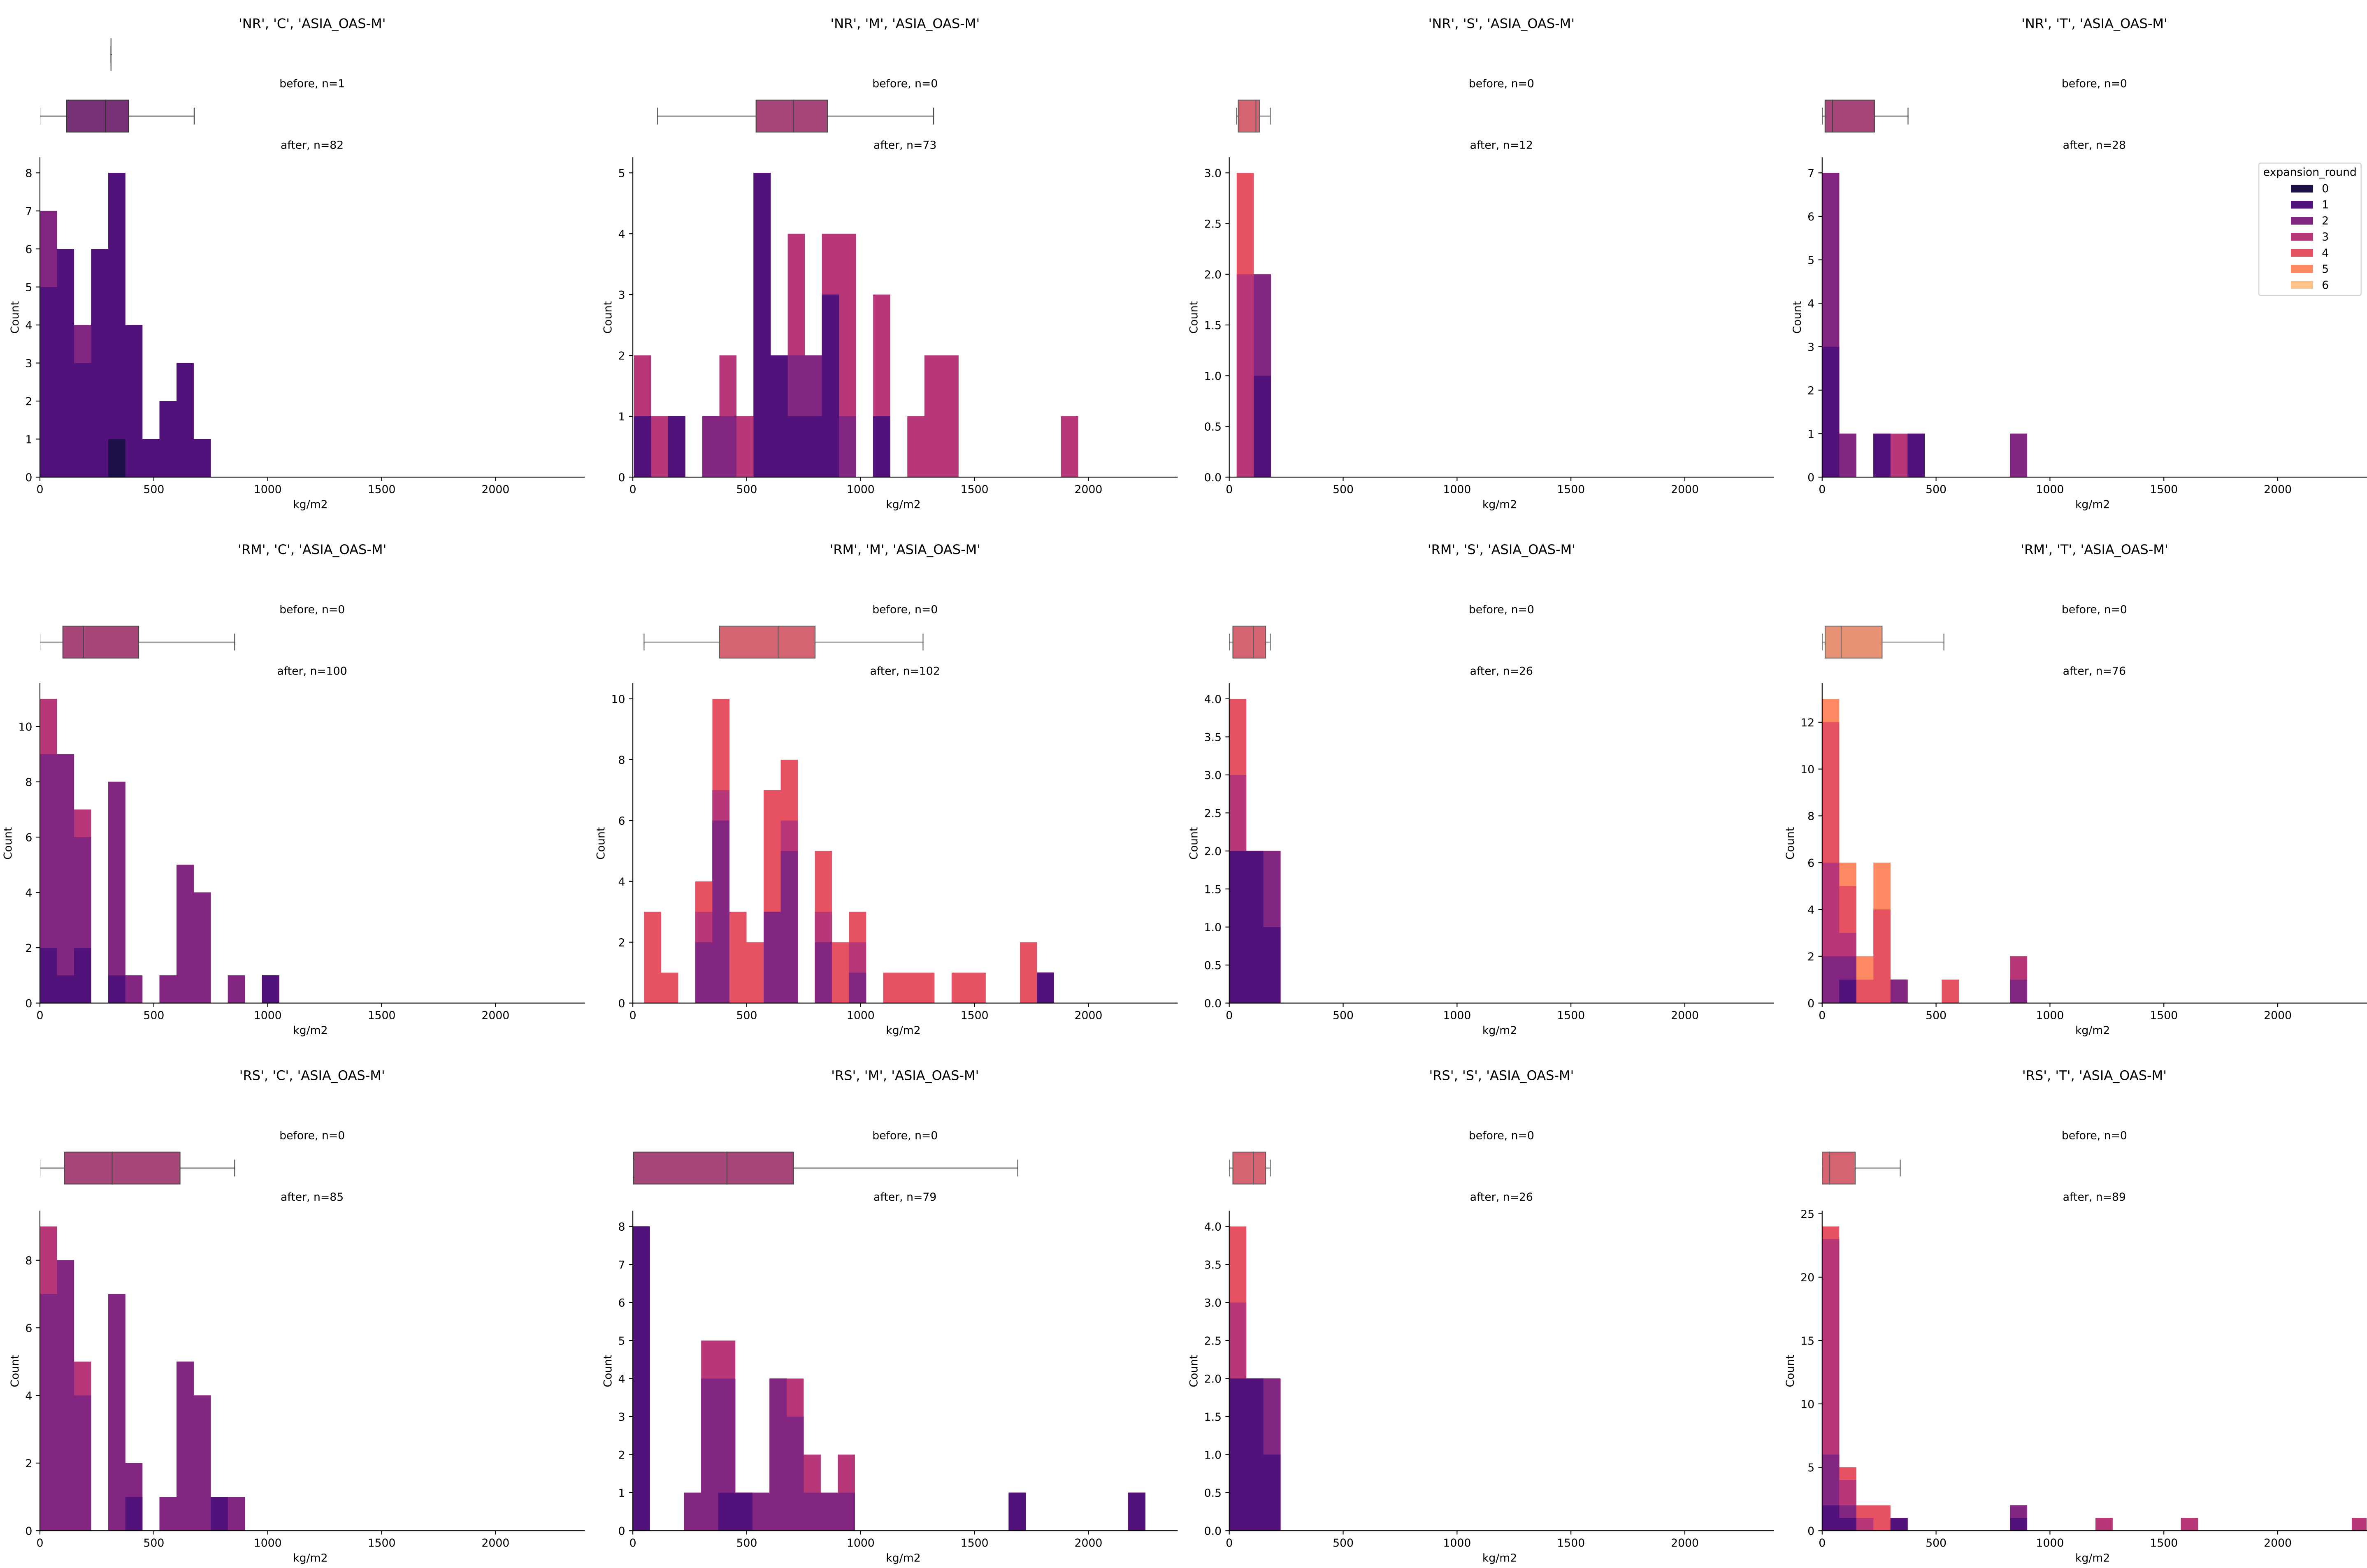 'NR', 'C', 'ASIA_OAS-M'
before, n=1
after, n=82
8
7
6
5
4
3
2
1
0
Count
0 500 1000 1500 2000
kg/m2
'NR', 'M', 'ASIA_OAS-M'
before, n=0
after, n=73
5
4
3
2
1
0
Count
0 500 1000 1500 2000
kg/m2
'NR', 'S', 'ASIA_OAS-M'
before, n=0
after, n=12
3.0
2.5
2.0
1.5
1.0
0.5
0.0
Count
0 500 1000 1500 2000
kg/m2
'NR', 'T', 'ASIA_OAS-M'
before, n=0
after, n=28
7
6
5
4
3
2
1
0
Count
0 500 1000 1500 2000
kg/m2
expansion_round
0
1
2
3
4
5
6
'RM', 'C', 'ASIA_OAS-M'
before, n=0
after, n=100
10
8
6
4
2
0
Count
0 500 1000 1500 2000
kg/m2
'RM', 'M', 'ASIA_OAS-M'
before, n=0
after, n=102
10
8
6
4
2
0
Count
0 500 1000 1500 2000
kg/m2
'RM', 'S', 'ASIA_OAS-M'
before, n=0
after, n=26
4.0
3.5
3.0
2.5
2.0
1.5
1.0
0.5
0.0
Count
0 500 1000 1500 2000
kg/m2
'RM', 'T', 'ASIA_OAS-M'
before, n=0
after, n=76
12
10
8
6
4
2
0
Count
0 500 1000 1500 2000
kg/m2
'RS', 'C', 'ASIA_OAS-M'
before, n=0
after, n=85
8
6
4
2
0
Count
0 500 1000 1500 2000
kg/m2
'RS', 'M', 'ASIA_OAS-M'
before, n=0
after, n=79
8
7
6
5
4
3
2
1
0
Count
0 500 1000 1500 2000
kg/m2
'RS', 'S', 'ASIA_OAS-M'
before, n=0
after, n=26
4.0
3.5
3.0
2.5
2.0
1.5
1.0
0.5
0.0
Count
0 500 1000 1500 2000
kg/m2
'RS', 'T', 'ASIA_OAS-M'
before, n=0
after, n=89
25
20
15
10
5
0
Count
0 500 1000 1500 2000
kg/m2